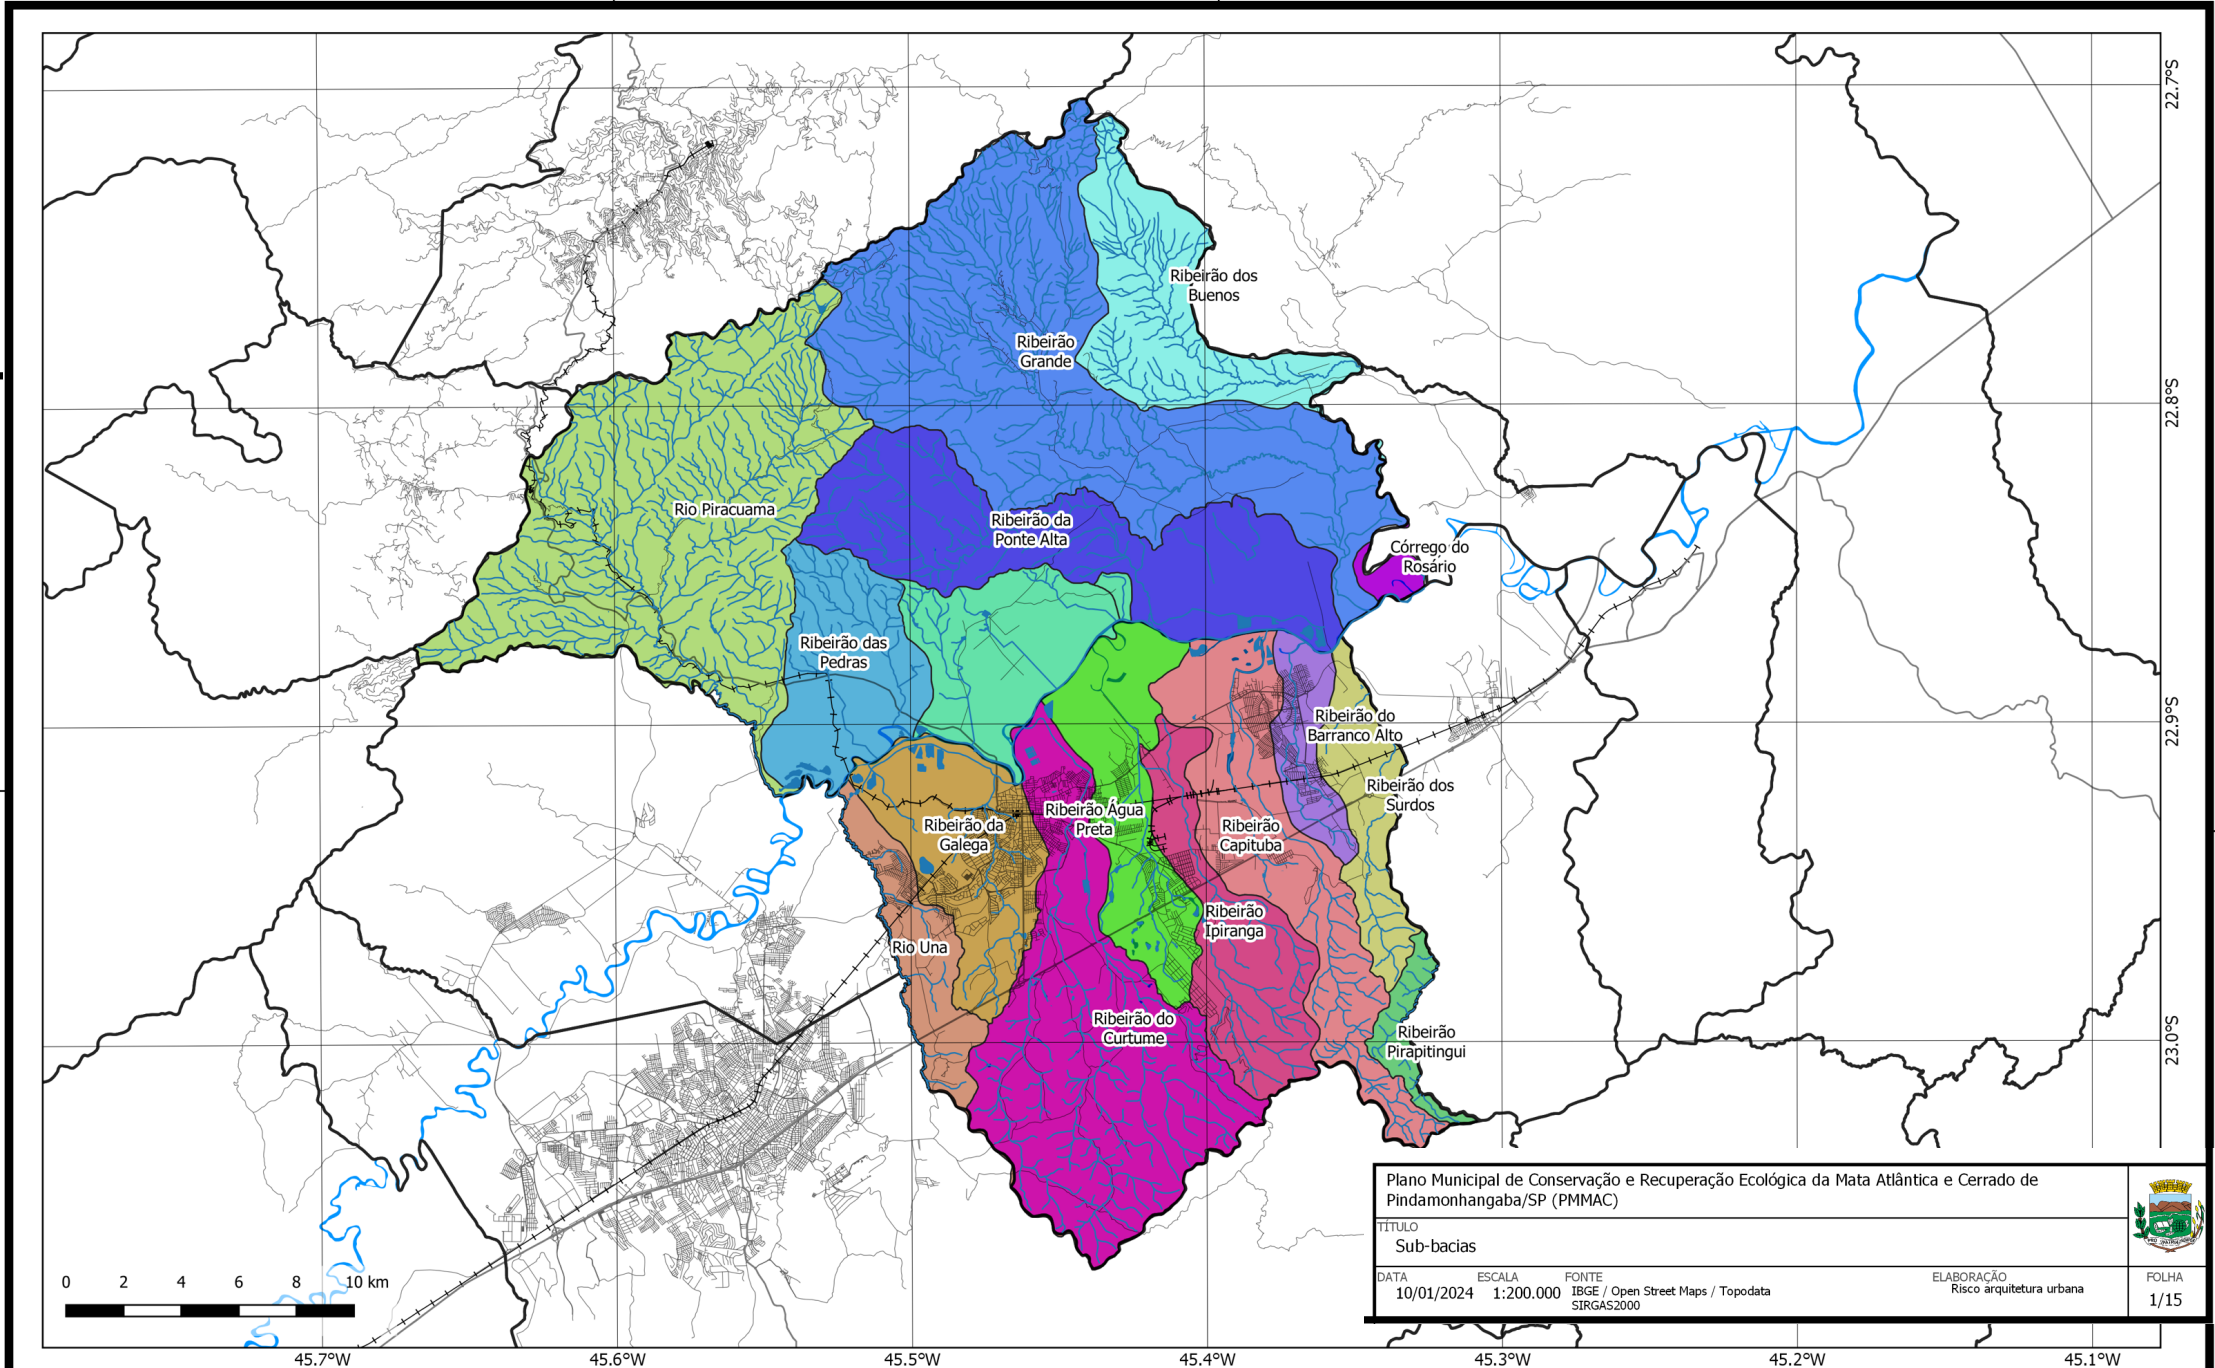 22.7°S
Ribeirão dos
Buenos
Ribeirão
Grande
22.8°S
Rio Piracuama
Ribeirão da
Ponte Alta
Córrego do
Rosário
Ribeirão das
Pedras
22.9°S
Ribeirão do
Barranco Alto
Ribeirão dos
Surdos
Ribeirão Água
Preta
Ribeirão da
Galega
Ribeirão
Capituba
Ribeirão
Ipiranga
Rio Una
Ribeirão do
Curtume
Ribeirão
Pirapitingui
23.0°S
Plano Municipal de Conservação e Recuperação Ecológica da Mata Atlântica e Cerrado de
Pindamonhangaba/SP (PMMAC)
TÍTULO
Sub-bacias
DATA
10/01/2024
ESCALA
1:200.000
FONTE
IBGE / Open Street Maps / Topodata
SIRGAS2000
ELABORAÇÃO
Risco arquitetura urbana
FOLHA
1/15
0 2 4 6 8 10 km
45.7°W 45.6°W 45.5°W 45.4°W 45.3°W 45.2°W 45.1°W